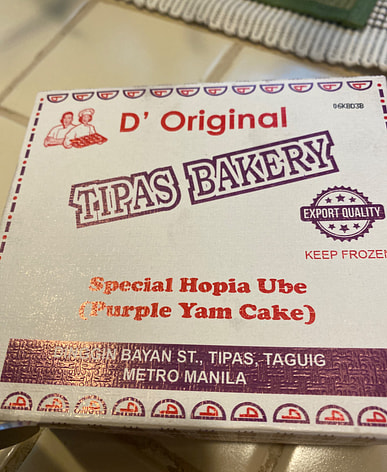 D' Original
06KBD3B
TIPAS BAKERY
EXPORT QUALITY
KEEP FROZEN
Special Hopia Ube
(Purple Yam Cake)
BAYAN ST., TIPAS, TAGUIG
METRO MANILA